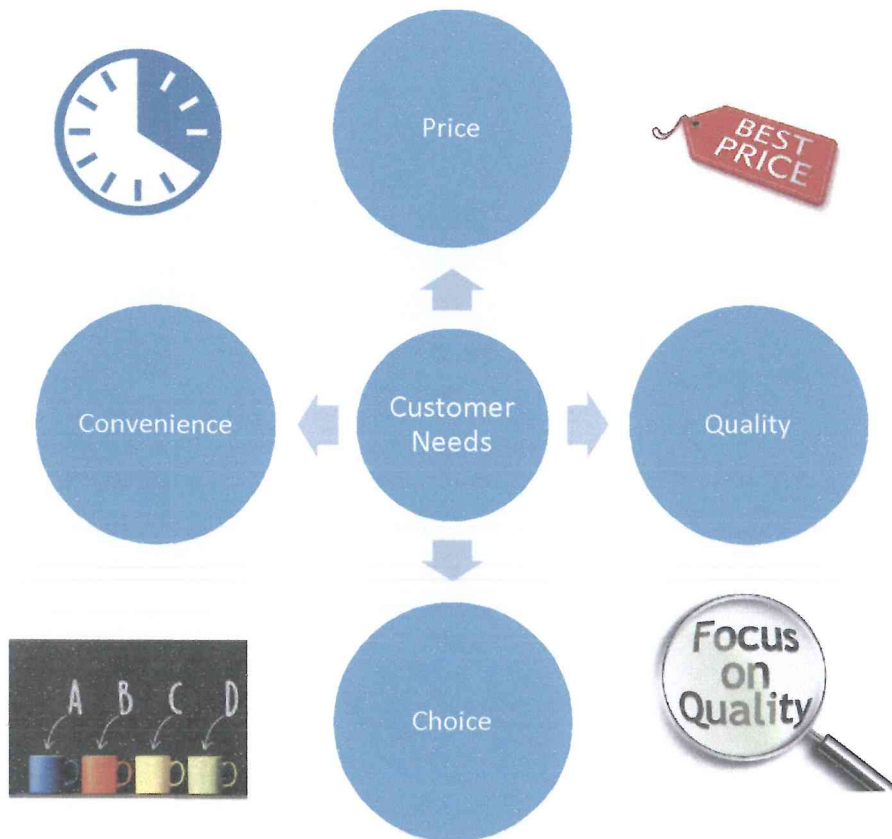 Price
BEST
PRICE
Convenience
Customer
Needs
Quality
A B C D
Choice
Focus
on
Quality